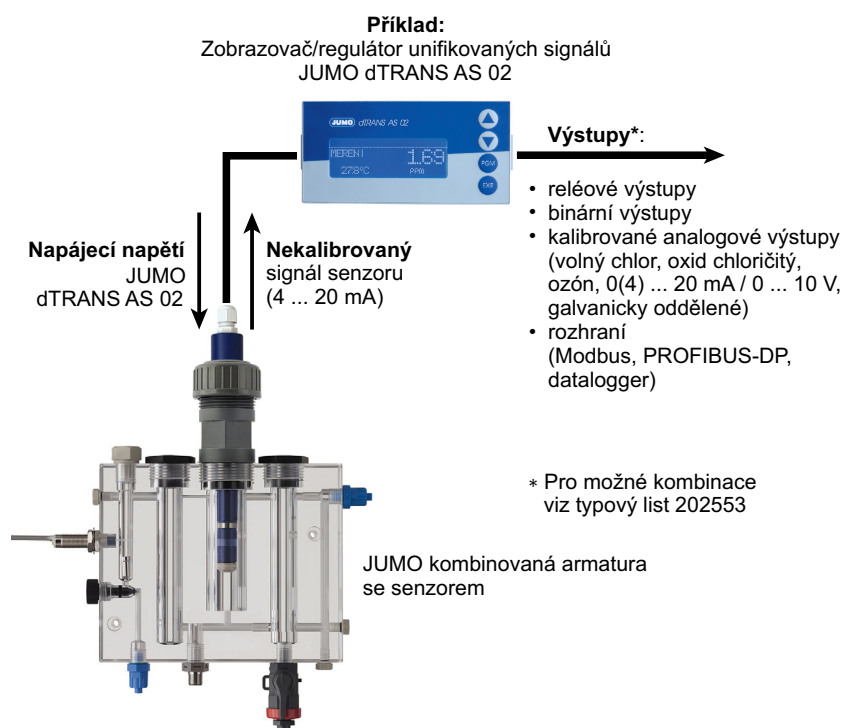 Příklad:
Zobrazovač/regulátor unifikovaných signálů
JUMO dTRANS AS 02
JUMO dTRANS AS 02
MERENI 1.69
27.8°C PPM
PGM
EXIT
Výstupy*:
• reléové výstupy
• binární výstupy
• kalibrované analogové výstupy
(volný chlor, oxid chloričitý,
ozón, 0(4) ... 20 mA / 0 ... 10 V,
galvanicky oddělené)
• rozhraní
(Modbus, PROFIBUS-DP,
datalogger)
Napájecí napětí
JUMO
dTRANS AS 02
Nekalibrovaný
signál senzoru
(4 ... 20 mA)
* Pro možné kombinace
viz typový list 202553
JUMO kombinovaná armatura
se senzorem